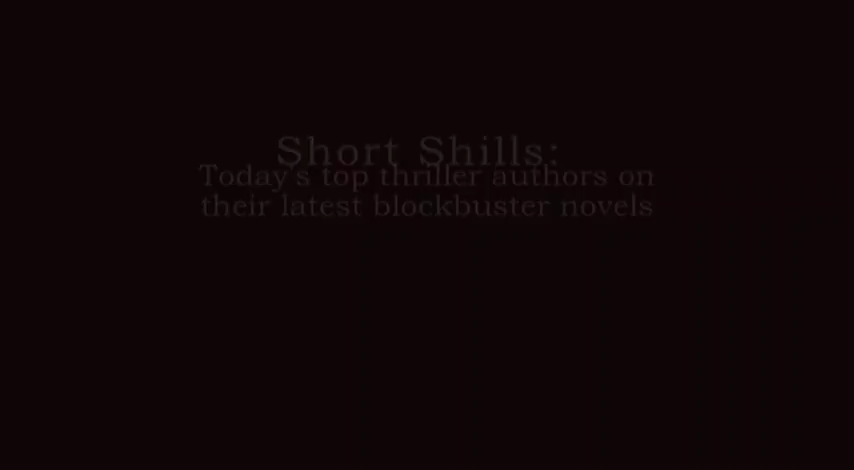 Short Shills:
Today's top thriller authors on
their latest blockbuster novels